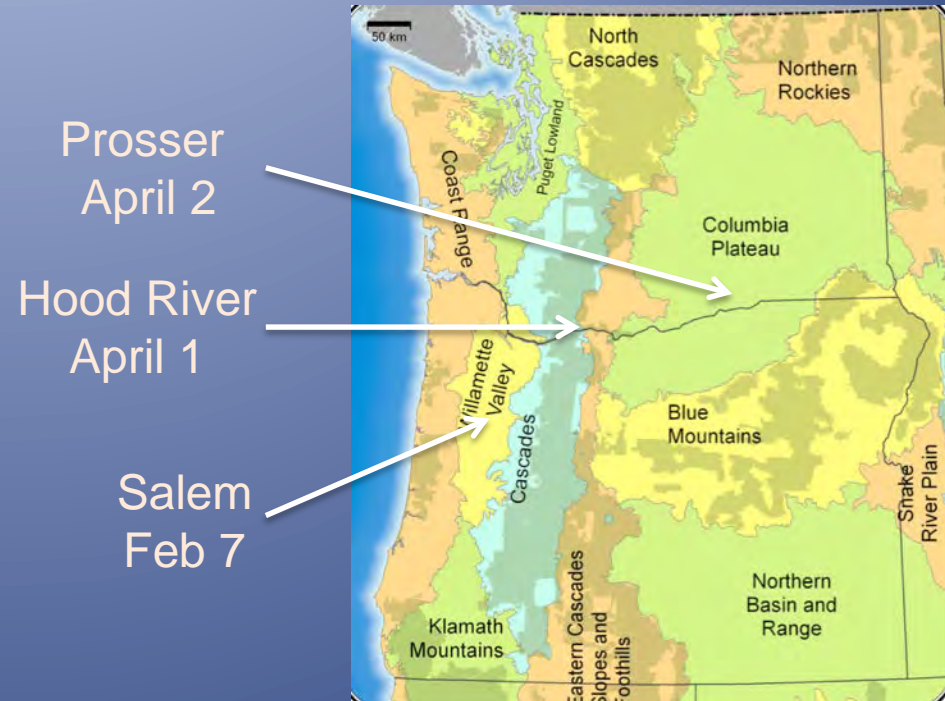 Prosser
April 2
Hood River
April 1
Salem
Feb 7
50 km
North
Cascades
Northern
Rockies
Puget Lowland
Coast Range
Columbia
Plateau
Willamette
Valley
Cascades
Blue
Mountains
Snake
River Plain
Northern
Basin and
Range
Klamath
Mountains
Eastern Cascades
Slopes and
Foothills